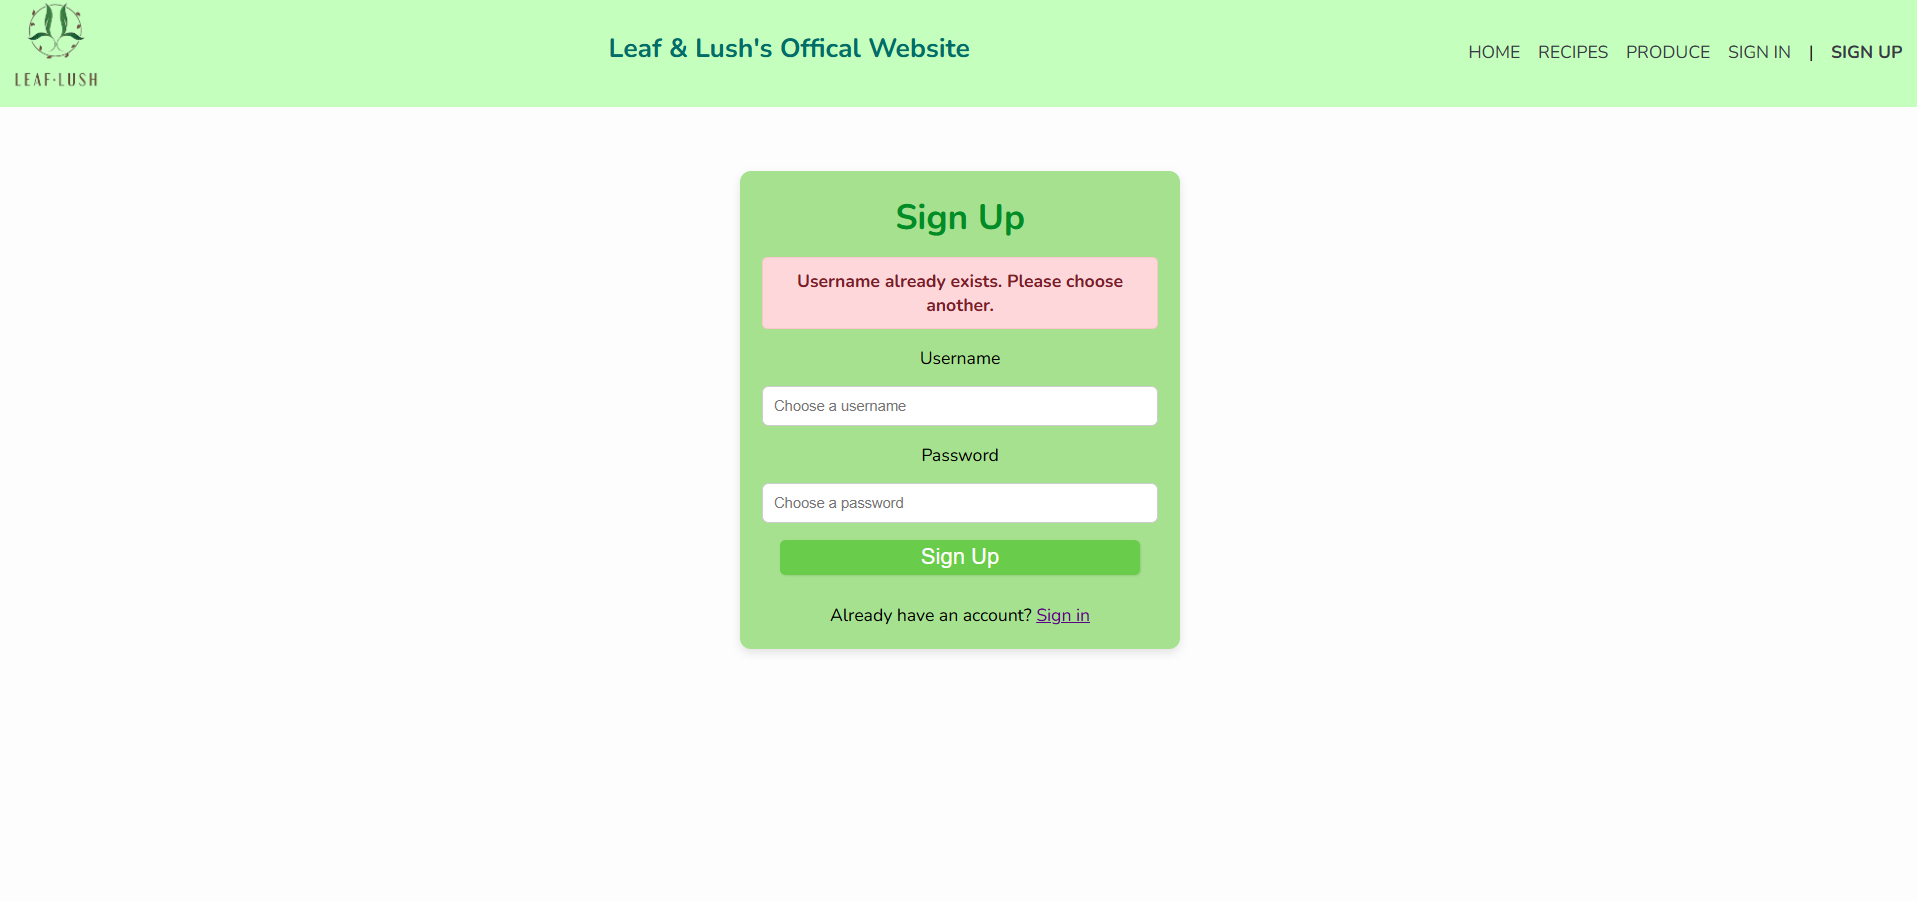 LEAF·LUSH
Leaf & Lush's Offical Website
HOME RECIPES PRODUCE SIGN IN | SIGN UP
Sign Up
Username already exists. Please choose
another.
Username
Choose a username
Password
Choose a password
Sign Up
Already have an account? Sign in